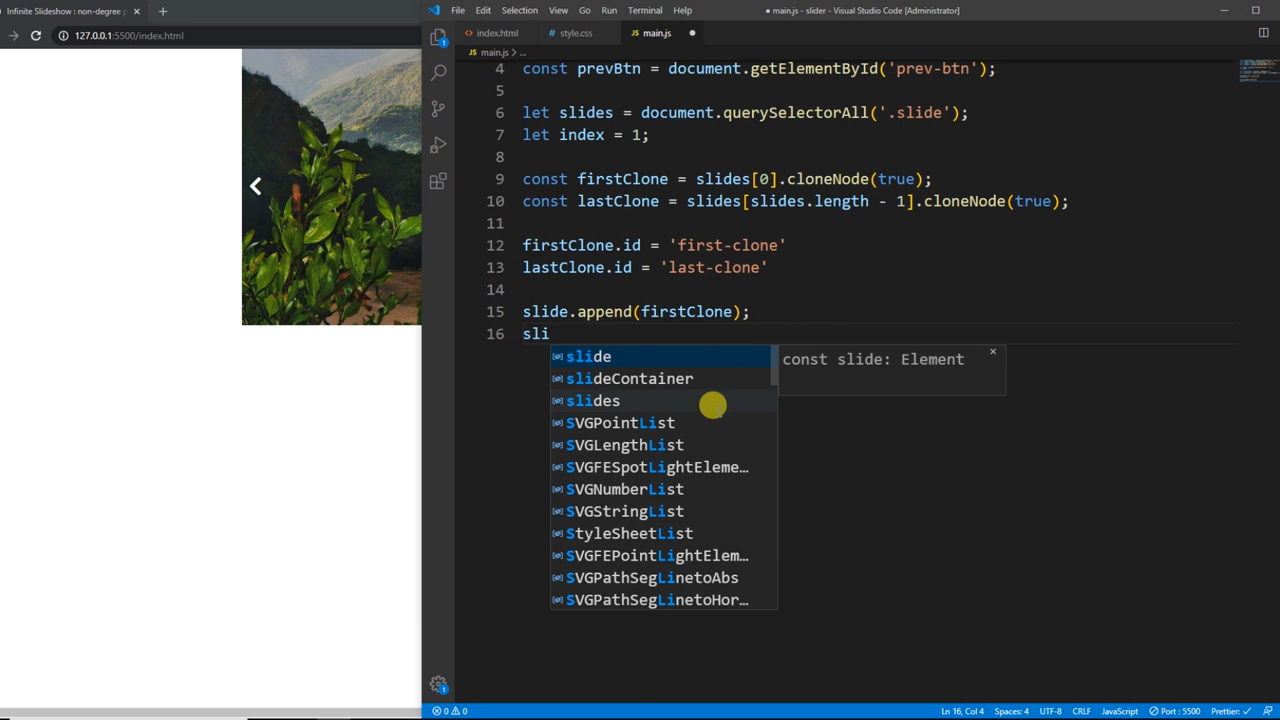 Infinite Slideshow : non-degree
127.0.0.1:5500/index.html
File Edit Selection View Go Run Terminal Help
● main.js - slider - Visual Studio Code [Administrator]
index.html
style.css
JS main.js
JS main.js > ...
4 const prevBtn = document.getElementById('prev-btn');
5
6 let slides = document.querySelectorAll('.slide');
7 let index = 1;
8
9 const firstClone = slides[0].cloneNode(true);
10 const lastClone = slides[slides.length - 1].cloneNode(true);
11
12 firstClone.id = 'first-clone'
13 lastClone.id = 'last-clone'
14
15 slide.append(firstClone);
16 sli
slide
const slide: Element
slideContainer
slides
SVGPointList
SVGLengthList
SVGFESpotLightEleme…
SVGNumberList
SVGStringList
StyleSheetList
SVGFEPointLightElem…
SVGPathSegLinetoAbs
SVGPathSegLinetoHor…
1
1
0 0
Ln 16, Col 4 Spaces: 4 UTF-8 CRLF JavaScript Port : 5500 Prettier: ✓